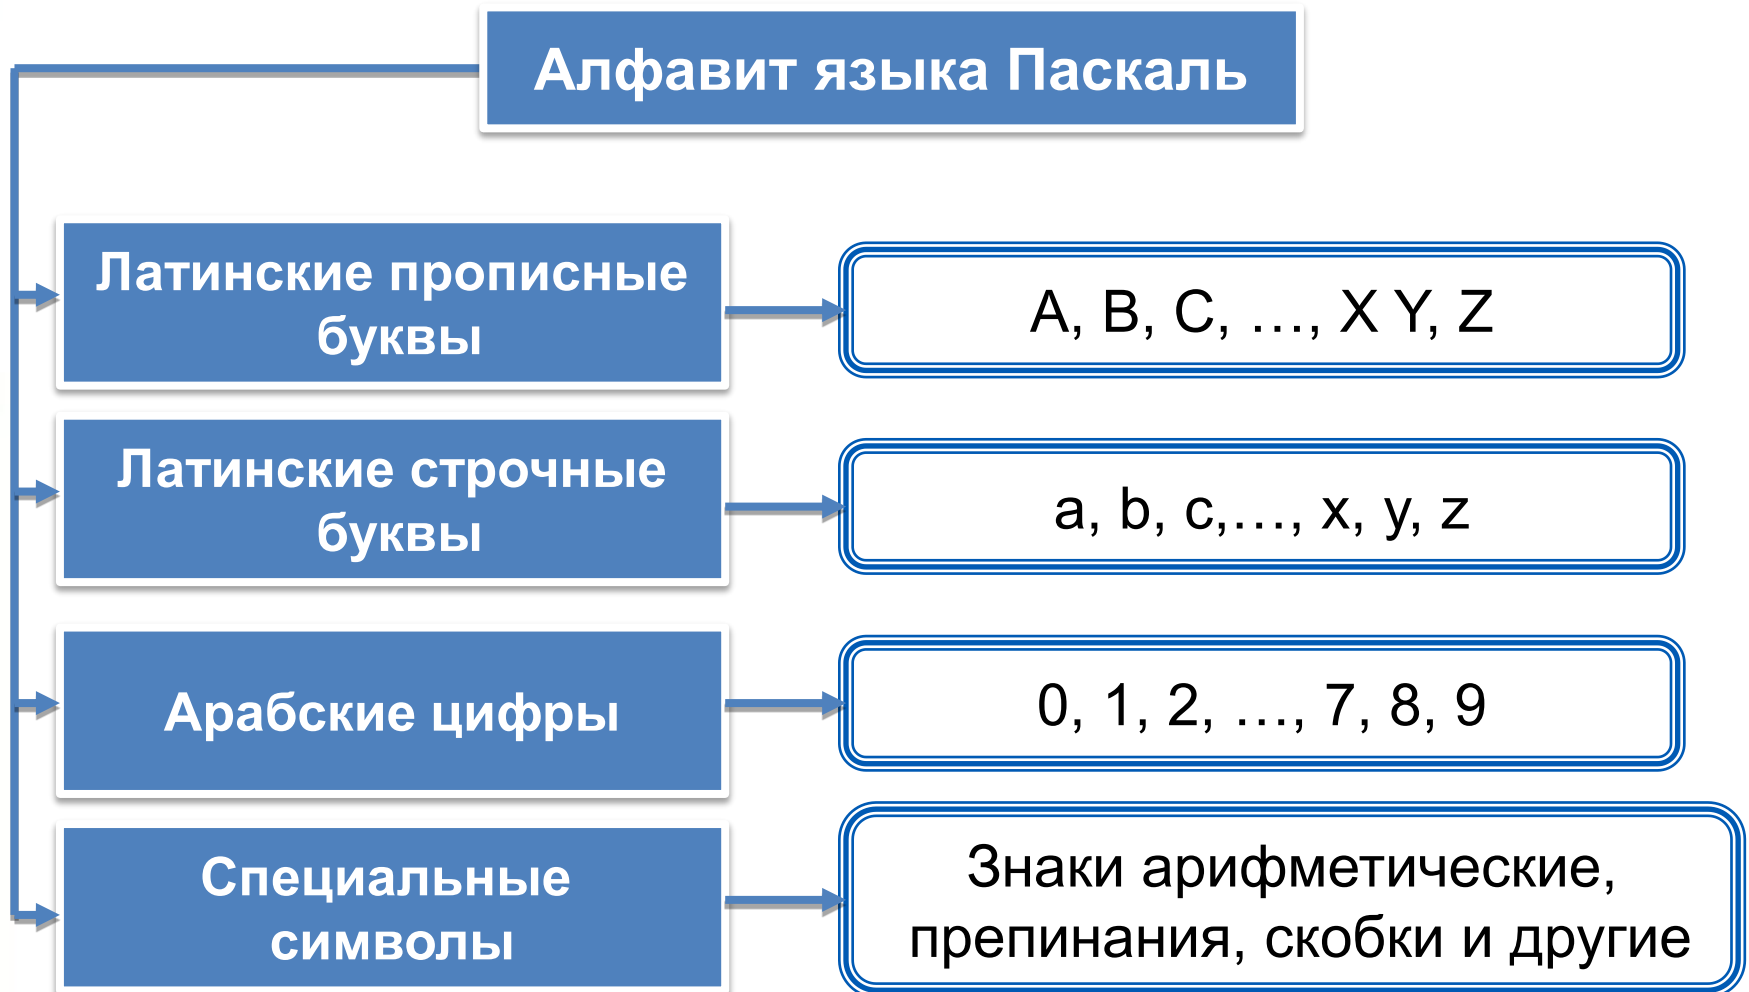 Алфавит языка Паскаль
Латинские прописные
буквы
A, B, C, …, X Y, Z
Латинские строчные
буквы
a, b, c,…, x, y, z
Арабские цифры
0, 1, 2, …, 7, 8, 9
Специальные
символы
Знаки арифметические,
препинания, скобки и другие